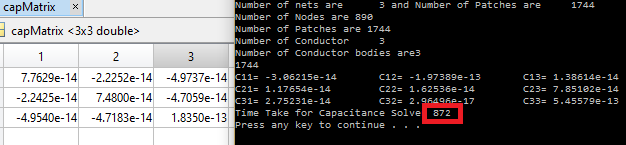 capMatrix
capMatrix <3x3 double>
1 2 3
7.7629e-14 -2.2252e-14 -4.9737e-14
-2.2425e-14 7.4800e-14 -4.7059e-14
-4.9540e-14 -4.7183e-14 1.8350e-13
Number of nets are 3 and Number of Patches are 1744
Number of Nodes are 890
Number of Patches are 1744
Number of Conductor 3
Number of Conductor bodies are3
1744
C11= -3.06215e-14 C12= -1.97389e-13 C13= 1.38614e-14
C21= 1.17654e-14 C22= 1.62536e-14 C23= 7.85102e-14
C31= 2.75231e-14 C32= 2.96496e-17 C33= 5.45579e-13
Time Take for Capacitance Solve 872
Press any key to continue . . .